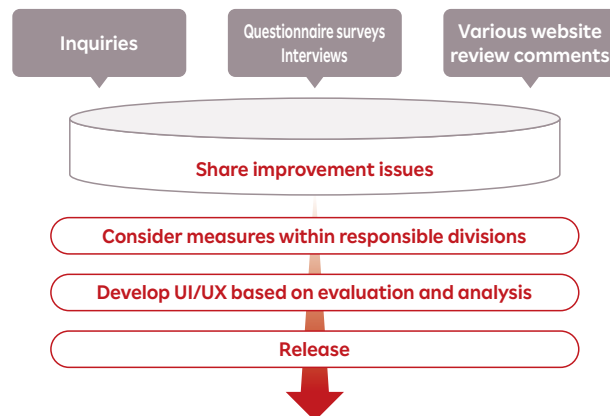 Inquiries
Questionnaire surveys
Interviews
Various website
review comments
Share improvement issues
Consider measures within responsible divisions
Develop UI/UX based on evaluation and analysis
Release